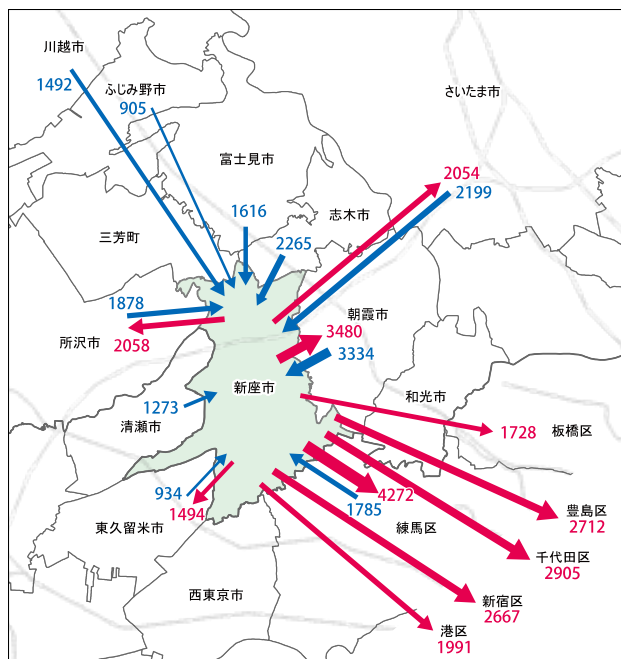 川越市
1492
ふじみ野市
905
さいたま市
富士見市
2054
2199
1616
志木市
三芳町
2265
1878
朝霞市
3480
所沢市
2058
3334
新座市
和光市
1273
清瀬市
1728
板橋区
934
4272
1494
1785
豊島区
2712
東久留米市
練馬区
千代田区
2905
西東京市
新宿区
2667
港区
1991